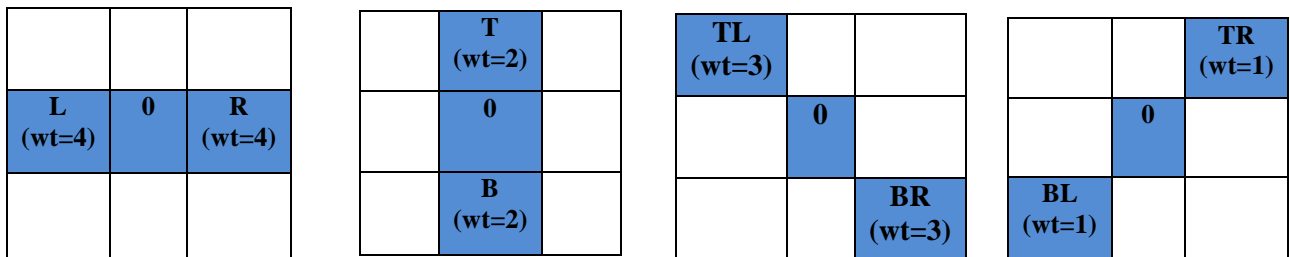 L
(wt=4)
0
R
(wt=4)
T
(wt=2)
0
B
(wt=2)
TL
(wt=3)
0
BR
(wt=3)
TR
(wt=1)
0
BL
(wt=1)